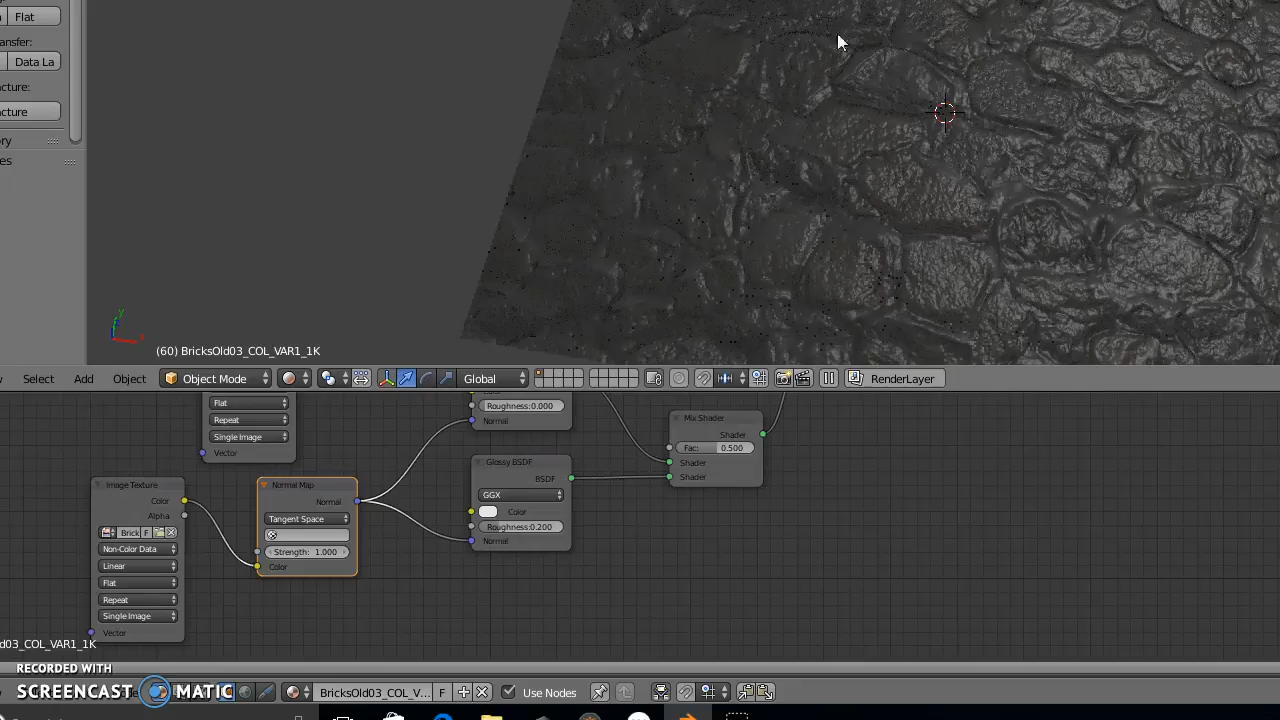 Flat
ansfer:
Data La
cture:
cture
ory
es
y
x
(60) BricksOld03_COL_VAR1_1K
Select Add Object Object Mode Global RenderLayer
Flat
Repeat
Single Image
Vector
Roughness:0.000
Normal
Mix Shader
Shader
Fac: 0.500
Shader
Shader
Glossy BSDF
BSDF
GGX
Color
Roughness:0.200
Normal
Image Texture
Color
Alpha
Brick F
Non-Color Data
Linear
Flat
Repeat
Single Image
Vector
Normal Map
Normal
Tangent Space
Strength: 1.000
Color
d03_COL_VAR1_1K
RECORDED WITH
SCREENCAST MATIC
BricksOld03_COL_V... F Use Nodes